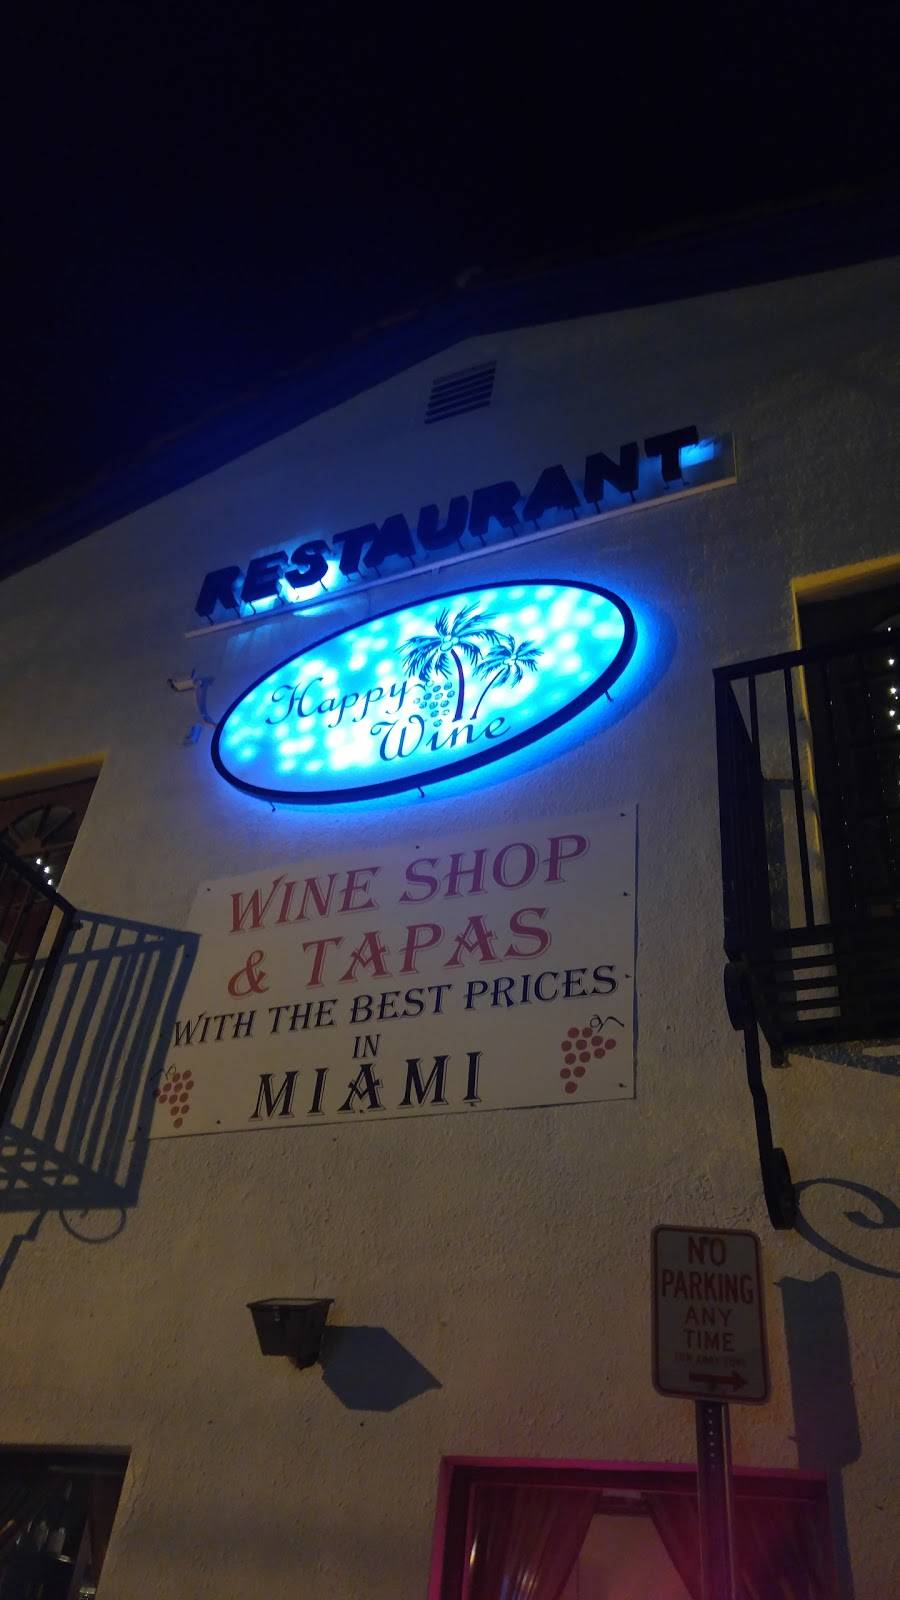 RESTAURANT
Happy
Wine
WINE SHOP
& TAPAS
WITH THE BEST PRICES
IN
MIAMI
NO
PARKING
ANY
TIME